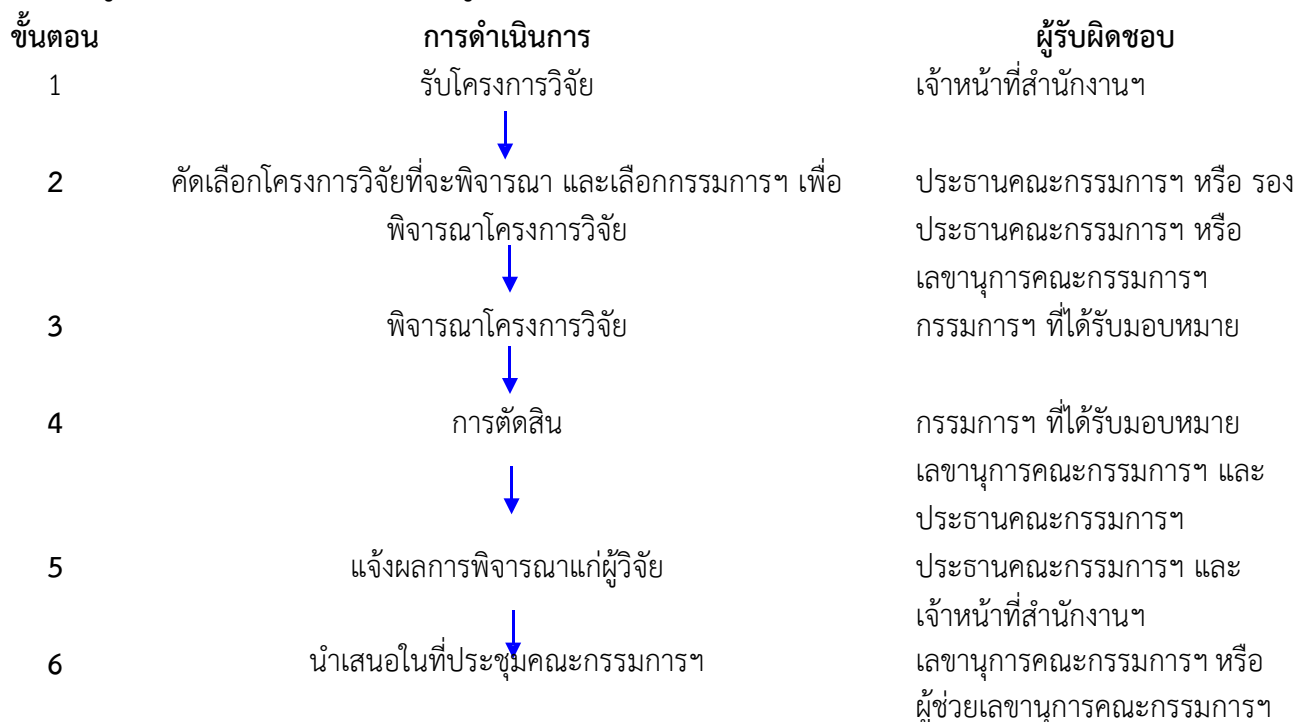 ขั้นตอน การดำเนินการ ผู้รับผิดชอบ
1 รับโครงการวิจัย เจ้าหน้าที่สำนักงานฯ
2 คัดเลือกโครงการวิจัยที่จะพิจารณา และเลือกกรรมการฯ เพื่อ ประธานคณะกรรมการฯ หรือ รอง
พิจารณาโครงการวิจัย ประธานคณะกรรมการฯ หรือ
เลขานุการคณะกรรมการฯ
3 พิจารณาโครงการวิจัย กรรมการฯ ที่ได้รับมอบหมาย
4 การตัดสิน กรรมการฯ ที่ได้รับมอบหมาย
เลขานุการคณะกรรมการฯ และ
ประธานคณะกรรมการฯ
5 แจ้งผลการพิจารณาแก่ผู้วิจัย ประธานคณะกรรมการฯ และ
เจ้าหน้าที่สำนักงานฯ
6 นำเสนอในที่ประชุมคณะกรรมการฯ เลขานุการคณะกรรมการฯ หรือ
ผู้ช่วยเลขานุการคณะกรรมการฯ